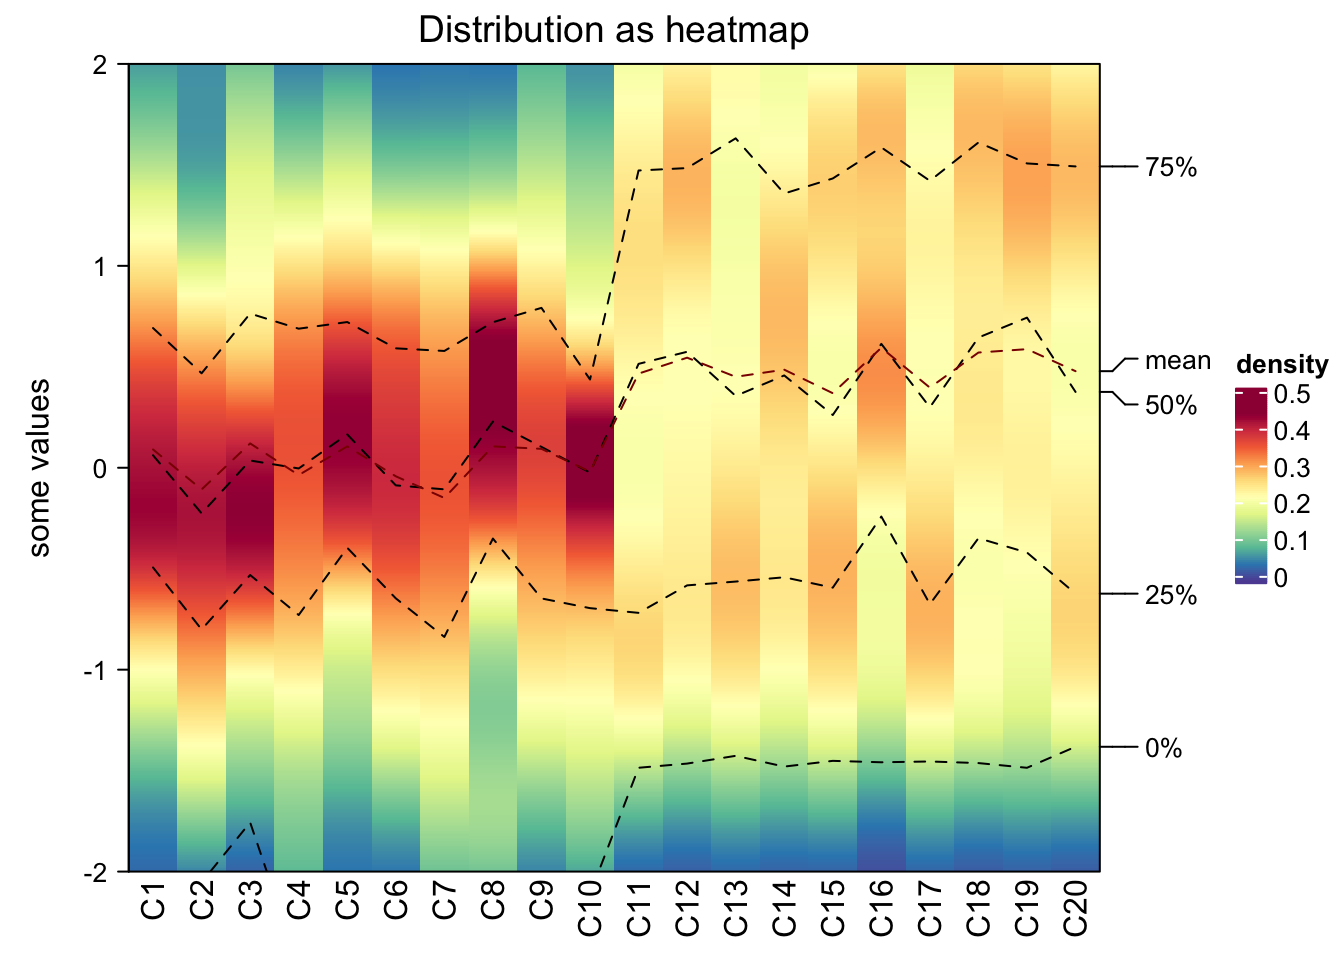 Distribution as heatmap
some values
2
1
0
-1
-2
C1
C2
C3
C4
C5
C6
C7
C8
C9
C10
C11
C12
C13
C14
C15
C16
C17
C18
C19
C20
75%
mean
50%
25%
0%
density
0.5
0.4
0.3
0.2
0.1
0